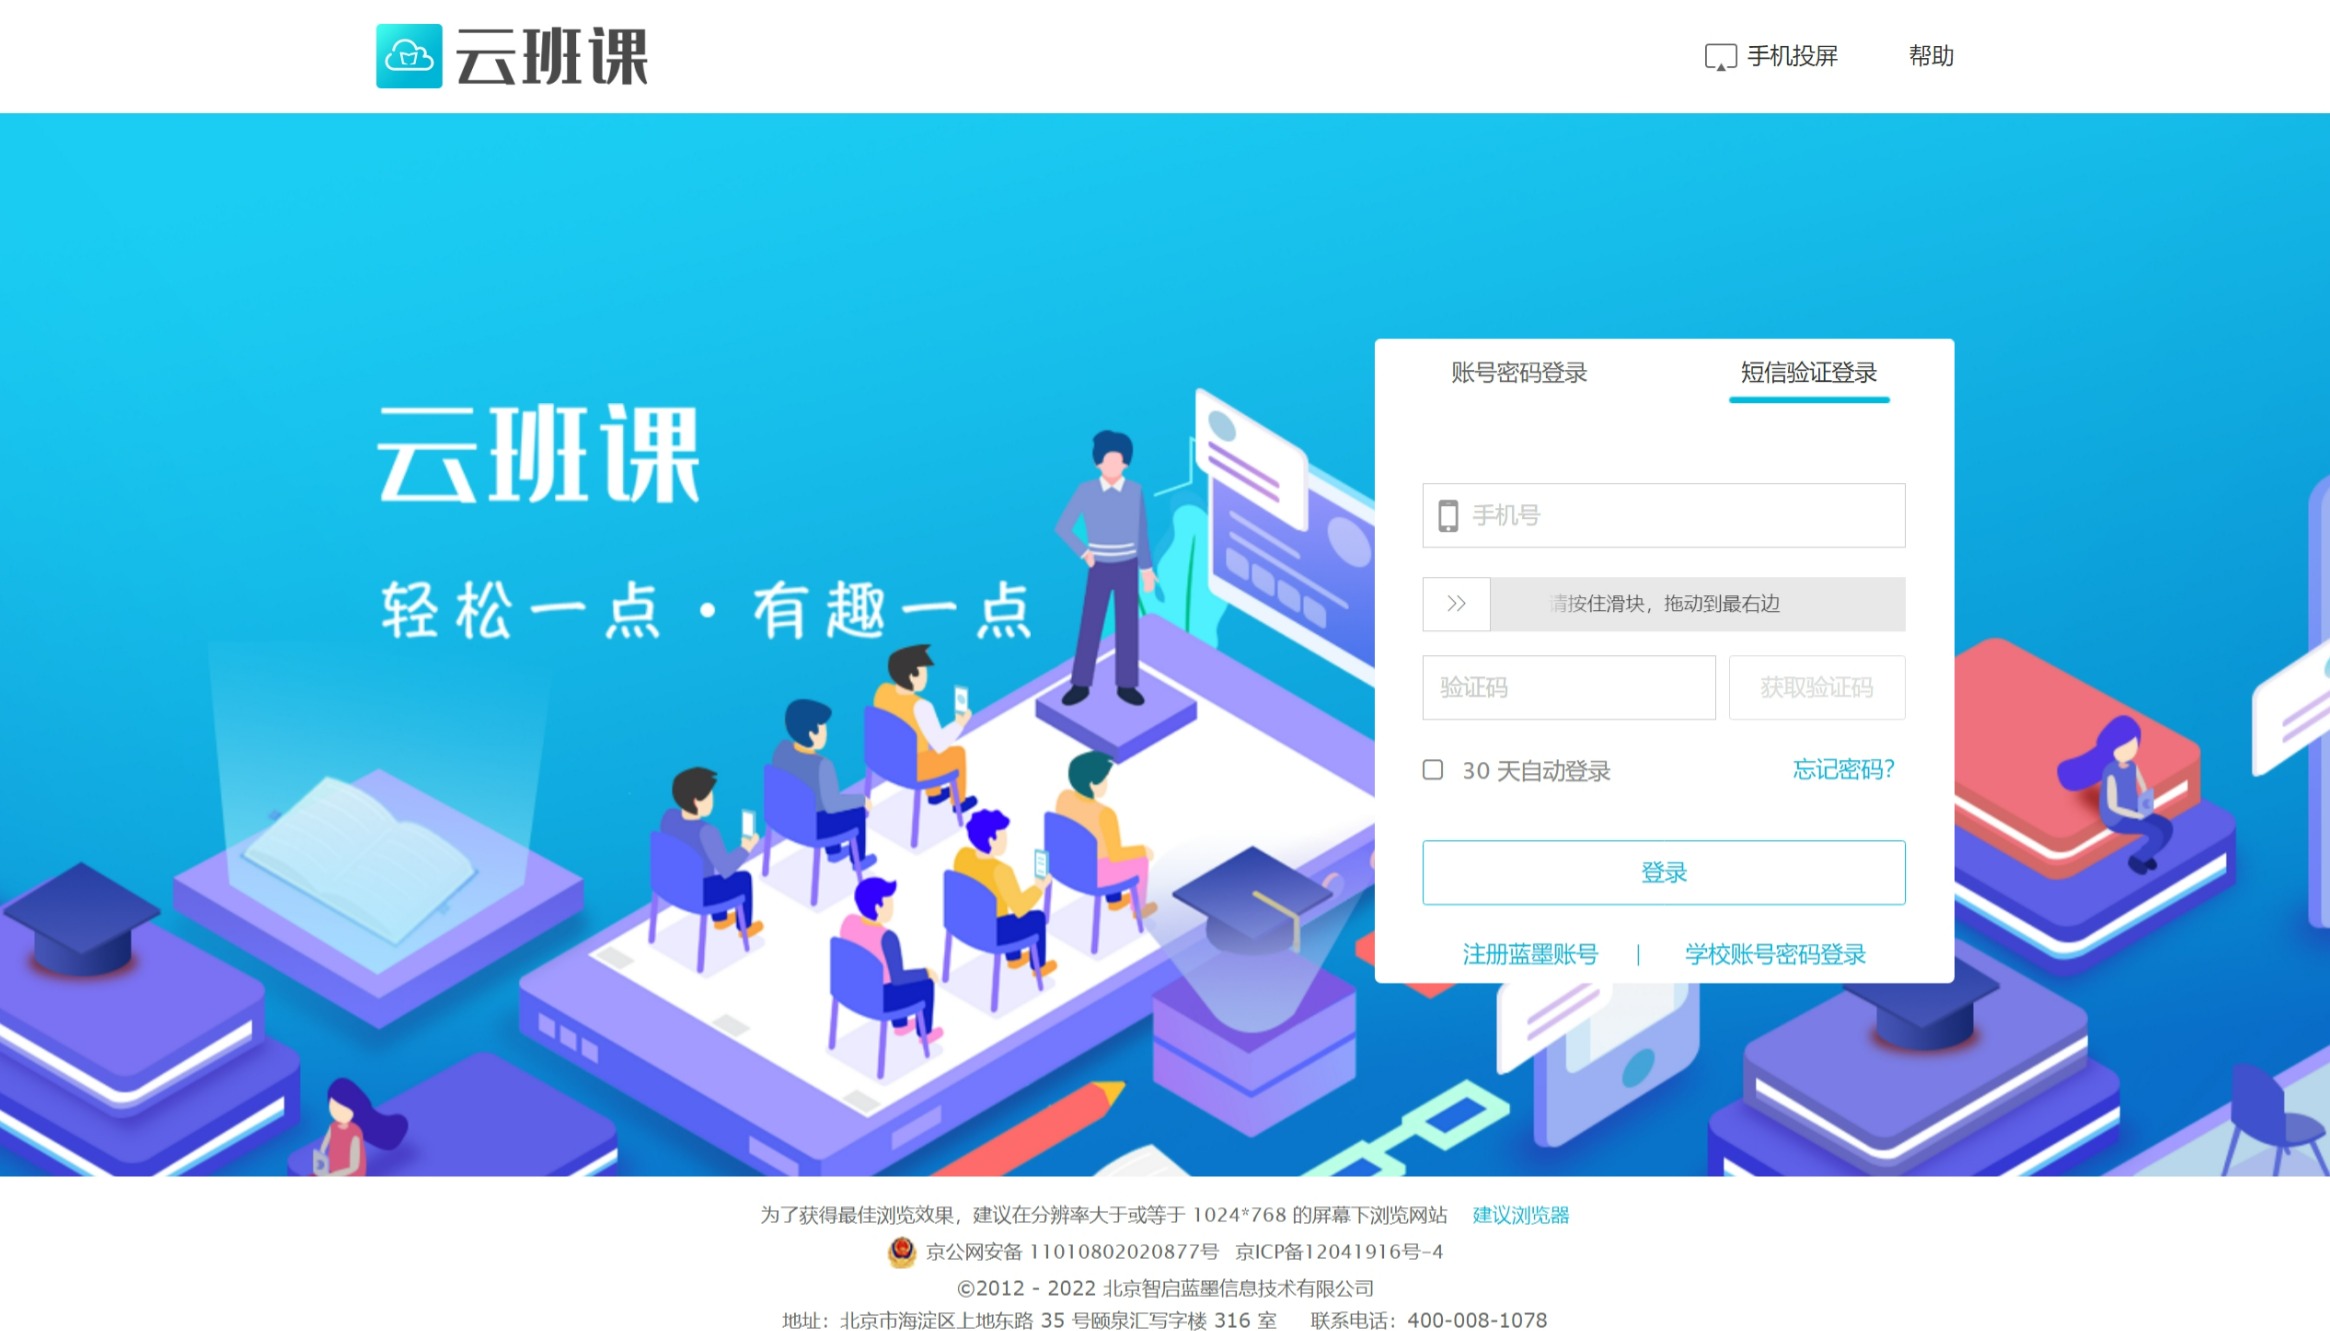 云班课
手机投屏 帮助
云班课
轻松一点·有趣一点
账号密码登录 短信验证登录
手机号
请按住滑块，拖动到最右边
验证码 获取验证码
30 天自动登录 忘记密码?
登录
注册蓝墨账号 | 学校账号密码登录
为了获得最佳浏览效果，建议在分辨率大于或等于 1024*768 的屏幕下浏览网站 建议浏览器
京公网安备 11010802020877号 京ICP备12041916号-4
©2012 - 2022 北京智启蓝墨信息技术有限公司
地址：北京市海淀区上地东路 35 号颐泉汇写字楼 316 室 联系电话：400-008-1078